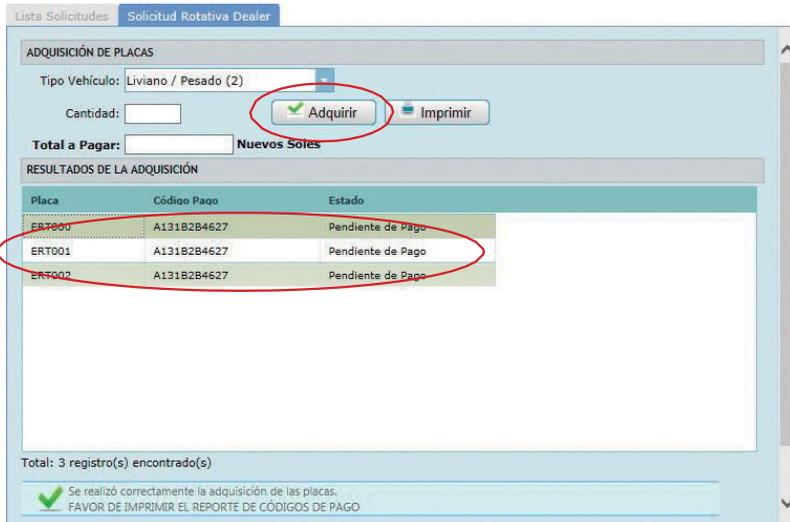 Lista Solicitudes Solicitud Rotativa Dealer
ADQUISICIÓN DE PLACAS
Tipo Vehículo: Liviano / Pesado (2)
Cantidad: Adquirir Imprimir
Total a Pagar: Nuevos Soles
RESULTADOS DE LA ADQUISICIÓN
Placa Código Pago Estado
ERT000 A131B2B4627 Pendiente de Pago
ERT001 A131B2B4627 Pendiente de Pago
ERT002 A131B2B4627 Pendiente de Pago
Total: 3 registro(s) encontrado(s)
Se realizó correctamente la adquisición de las placas.
FAVOR DE IMPRIMIR EL REPORTE DE CÓDIGOS DE PAGO